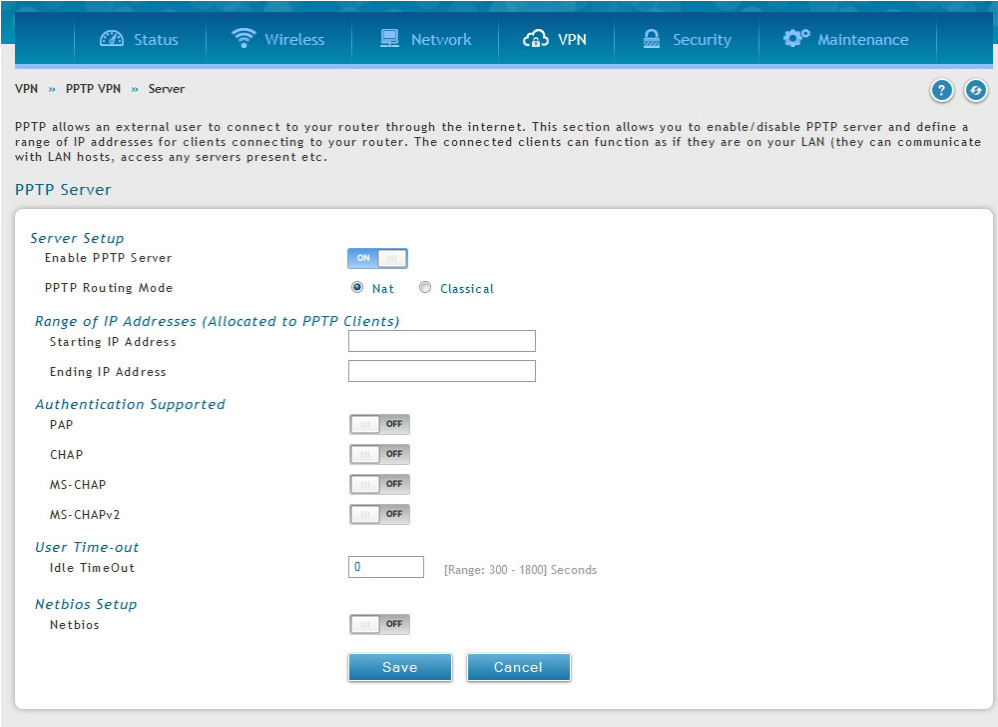 Status Wireless Network VPN Security Maintenance
VPN » PPTP VPN » Server ?
PPTP allows an external user to connect to your router through the internet. This section allows you to enable/disable PPTP server and define a
range of IP addresses for clients connecting to your router. The connected clients can function as if they are on your LAN (they can communicate
with LAN hosts, access any servers present etc.
PPTP Server
Server Setup
Enable PPTP Server ON
PPTP Routing Mode Nat Classical
Range of IP Addresses (Allocated to PPTP Clients)
Starting IP Address
Ending IP Address
Authentication Supported
PAP OFF
CHAP OFF
MS-CHAP OFF
MS-CHAPv2 OFF
User Time-out
Idle TimeOut 0 [Range: 300 - 1800] Seconds
Netbios Setup
Netbios OFF
Save Cancel